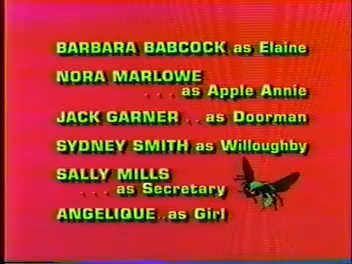 BARBARA BABCOCK as Elaine
NORA MARLOWE
. . . as Apple Annie
JACK GARNER . . as Doorman
SYDNEY SMITH as Willoughby
SALLY MILLS
. . . as Secretary
ANGELIQUE . . as Girl